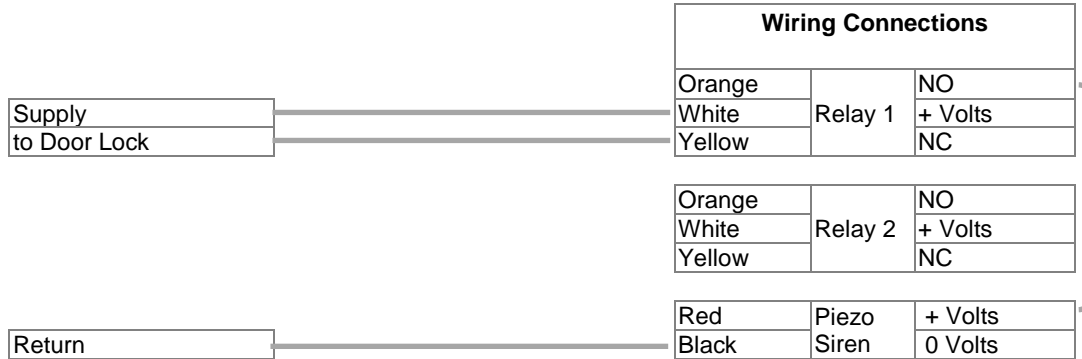 Wiring Connections
Orange NO
Supply White Relay 1 + Volts
to Door Lock Yellow NC
Orange NO
White Relay 2 + Volts
Yellow NC
Red Piezo + Volts
Return Black Siren 0 Volts